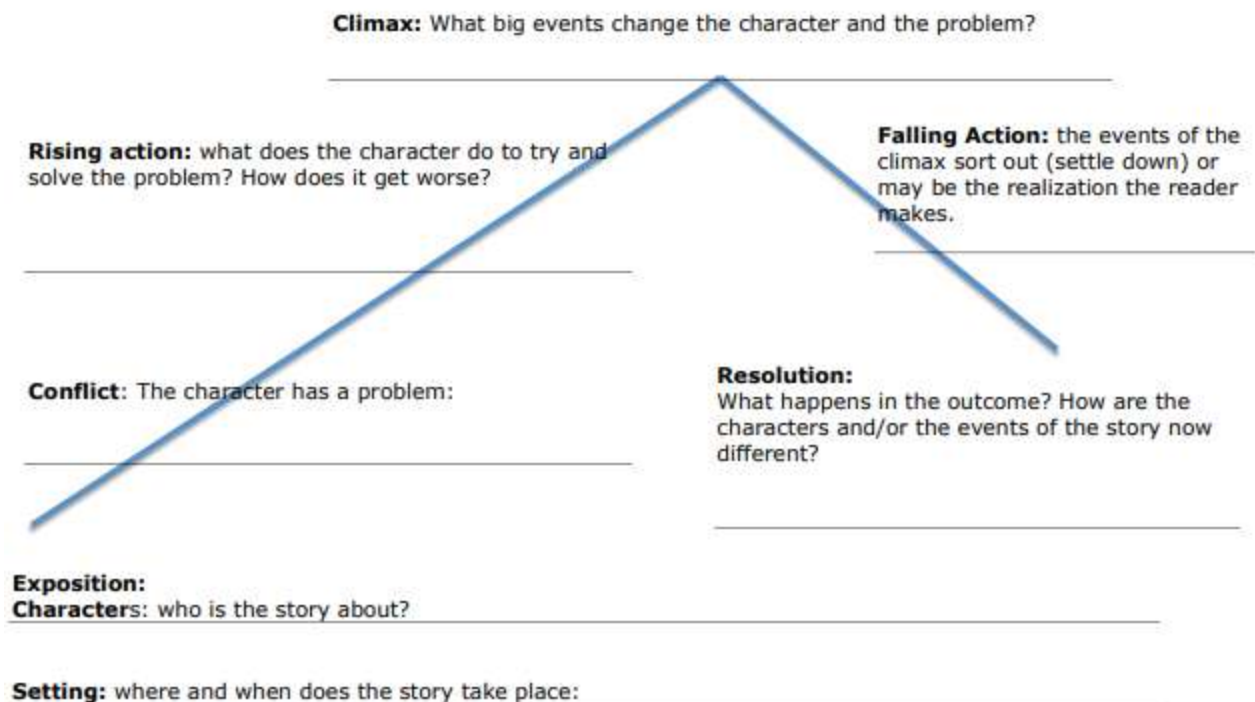 Climax: What big events change the character and the problem?
Rising action: what does the character do to try and
solve the problem? How does it get worse?
Falling Action: the events of the
climax sort out (settle down) or
may be the realization the reader
makes.
Conflict: The character has a problem:
Resolution:
What happens in the outcome? How are the
characters and/or the events of the story now
different?
Exposition:
Characters: who is the story about?
Setting: where and when does the story take place: